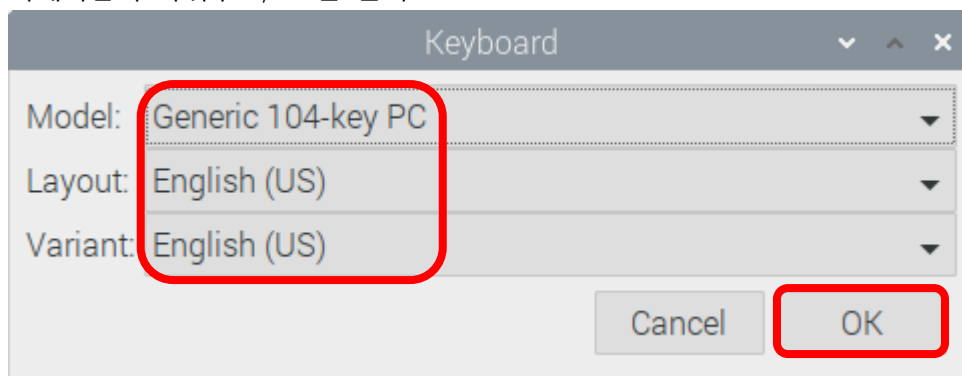 Keyboard
Model: Generic 104-key PC
Layout: English (US)
Variant: English (US)
Cancel OK